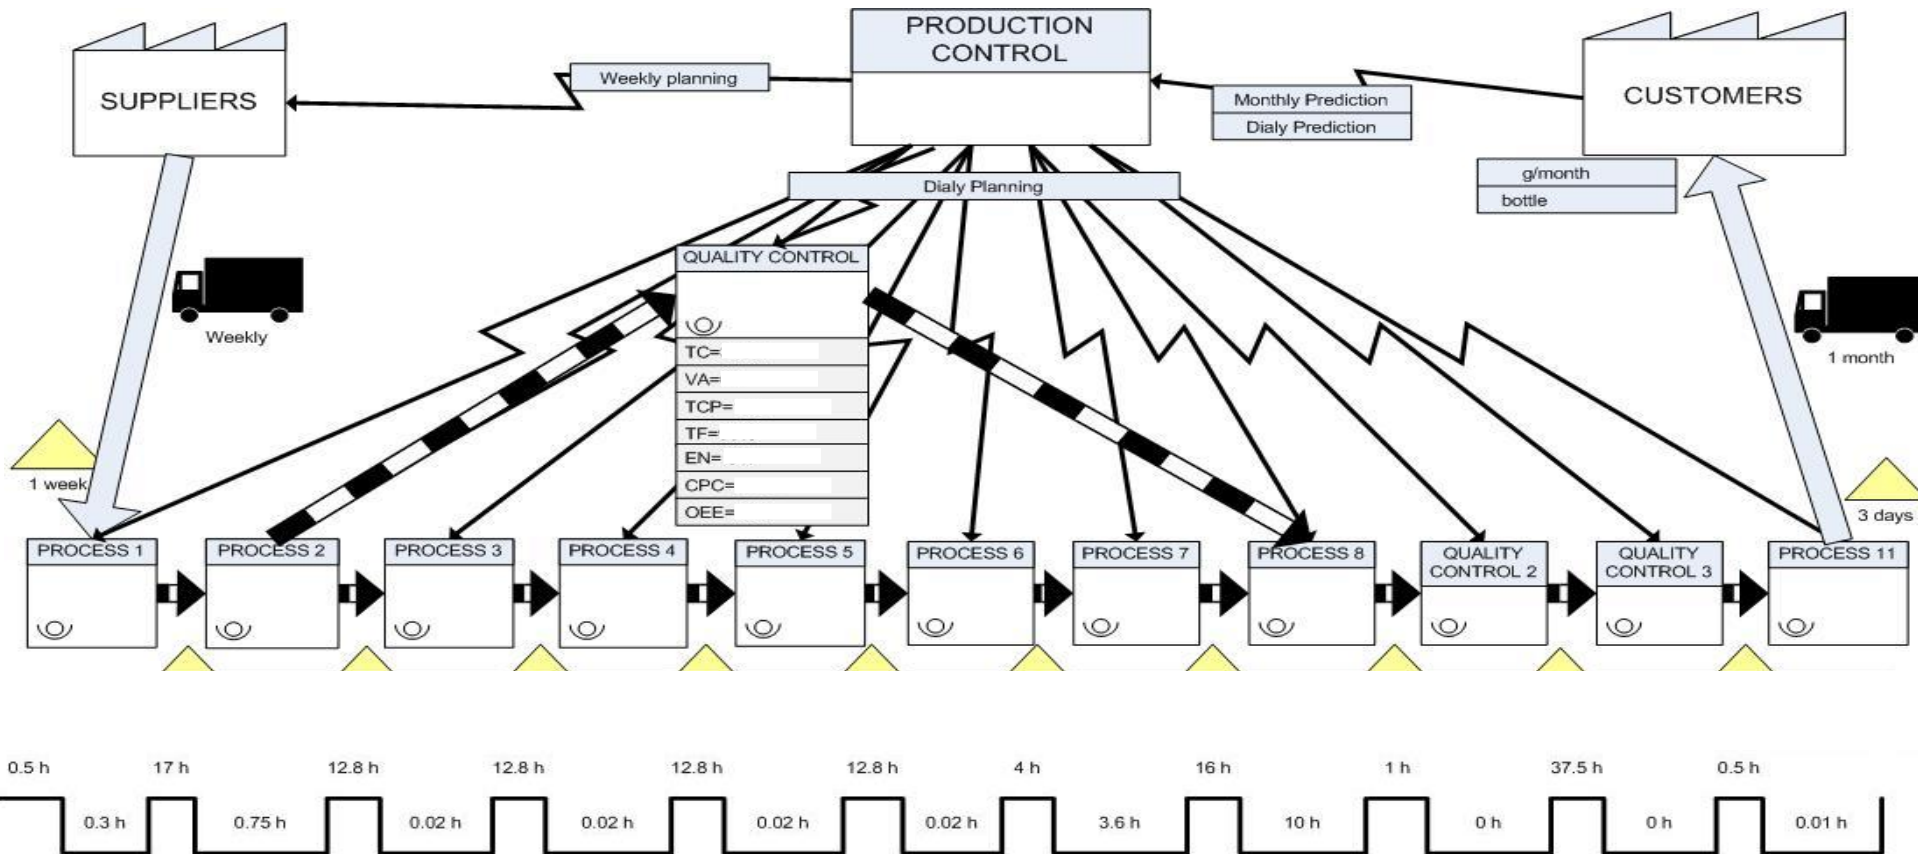 PRODUCTION
CONTROL
SUPPLIERS
Weekly planning
Monthly Prediction
Dialy Prediction
CUSTOMERS
g/month
bottle
Dialy Planning
Weekly
1 month
QUALITY CONTROL
TC=
VA=
TCP=
TF=
EN=
CPC=
OEE=
1 week
3 days
PROCESS 1
PROCESS 2
PROCESS 3
PROCESS 4
PROCESS 5
PROCESS 6
PROCESS 7
PROCESS 8
QUALITY
CONTROL 2
QUALITY
CONTROL 3
PROCESS 11
0.5 h 17 h 12.8 h 12.8 h 12.8 h 12.8 h 4 h 16 h 1 h 37.5 h 0.5 h
0.3 h 0.75 h 0.02 h 0.02 h 0.02 h 0.02 h 3.6 h 10 h 0 h 0 h 0.01 h